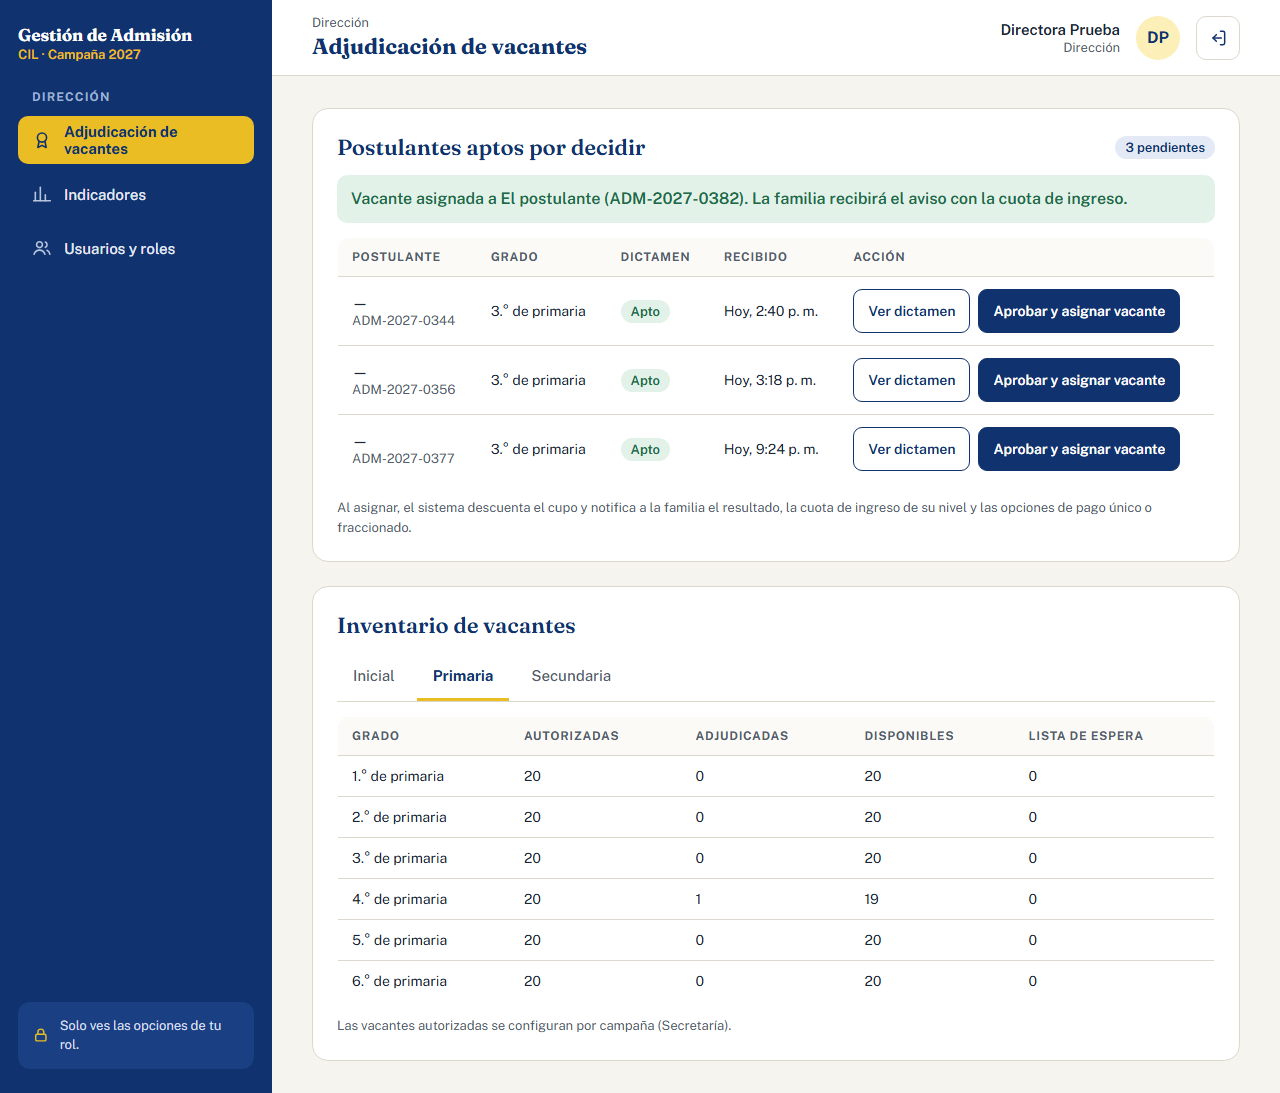 Gestión de Admisión
CIL · Campaña 2027
DIRECCIÓN
Adjudicación de
vacantes
Indicadores
Usuarios y roles
Solo ves las opciones de tu
rol.
Dirección
Adjudicación de vacantes
Directora Prueba
Dirección
DP
Postulantes aptos por decidir
3 pendientes
Vacante asignada a El postulante (ADM-2027-0382). La familia recibirá el aviso con la cuota de ingreso.
POSTULANTE GRADO DICTAMEN RECIBIDO ACCIÓN
—
ADM-2027-0344 3.° de primaria Apto Hoy, 2:40 p. m. Ver dictamen Aprobar y asignar vacante
—
ADM-2027-0356 3.° de primaria Apto Hoy, 3:18 p. m. Ver dictamen Aprobar y asignar vacante
—
ADM-2027-0377 3.° de primaria Apto Hoy, 9:24 p. m. Ver dictamen Aprobar y asignar vacante
Al asignar, el sistema descuenta el cupo y notifica a la familia el resultado, la cuota de ingreso de su nivel y las opciones de pago único o
fraccionado.
Inventario de vacantes
Inicial Primaria Secundaria
GRADO AUTORIZADAS ADJUDICADAS DISPONIBLES LISTA DE ESPERA
1.° de primaria 20 0 20 0
2.° de primaria 20 0 20 0
3.° de primaria 20 0 20 0
4.° de primaria 20 1 19 0
5.° de primaria 20 0 20 0
6.° de primaria 20 0 20 0
Las vacantes autorizadas se configuran por campaña (Secretaría).